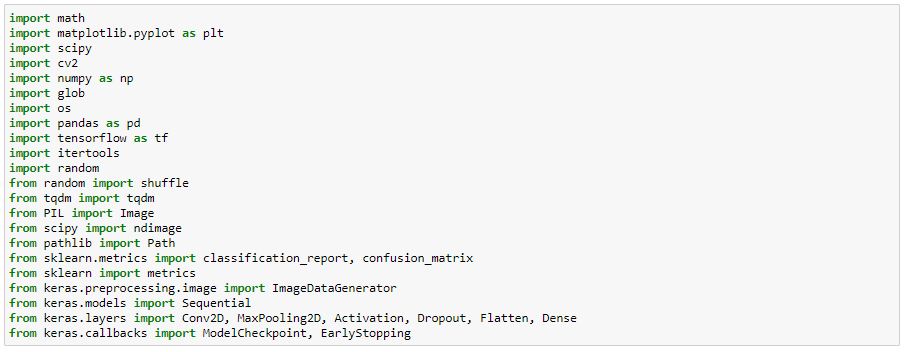 import math
import matplotlib.pyplot as plt
import scipy
import cv2
import numpy as np
import glob
import os
import pandas as pd
import tensorflow as tf
import itertools
import random
from random import shuffle
from tqdm import tqdm
from PIL import Image
from scipy import ndimage
from pathlib import Path
from sklearn.metrics import classification_report, confusion_matrix
from sklearn import metrics
from keras.preprocessing.image import ImageDataGenerator
from keras.models import Sequential
from keras.layers import Conv2D, MaxPooling2D, Activation, Dropout, Flatten, Dense
from keras.callbacks import ModelCheckpoint, EarlyStopping